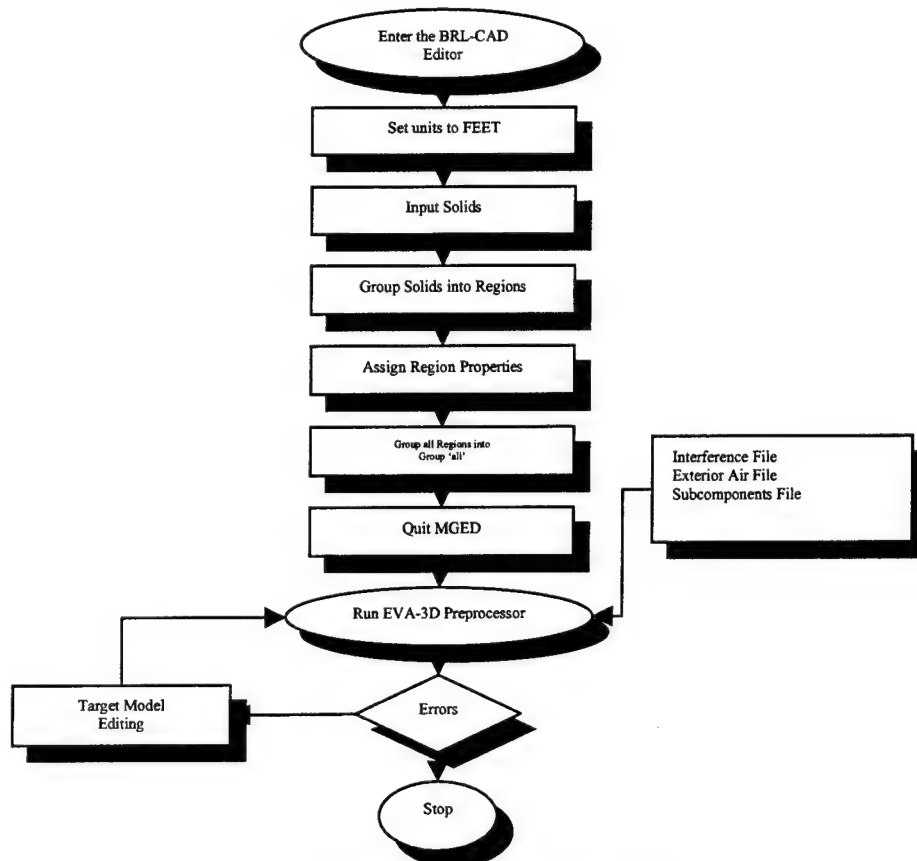 Enter the BRL-CAD
Editor
Set units to FEET
Input Solids
Group Solids into Regions
Assign Region Properties
Group all Regions into
Group 'all'
Interference File
Exterior Air File
Subcomponents File
Quit MGED
Run EVA-3D Preprocessor
Target Model
Editing
Errors
Stop